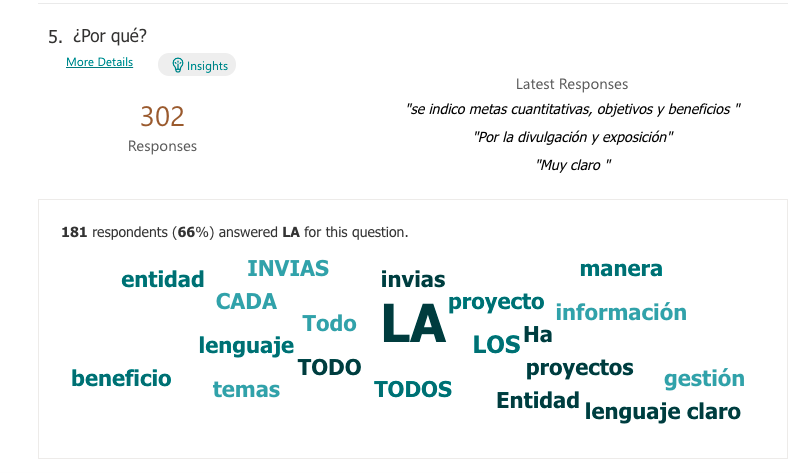 5. ¿Por qué?
More Details
Insights
302
Responses
Latest Responses
"se indico metas cuantitativas, objetivos y beneficios "
"Por la divulgación y exposición"
"Muy claro "
181 respondents (66%) answered LA for this question.
entidad
INVIAS
invias
manera
CADA
Todo
LA
proyecto
información
lenguaje
LOS
Ha
TODO
proyectos
beneficio
temas
TODOS
gestión
Entidad
lenguaje claro